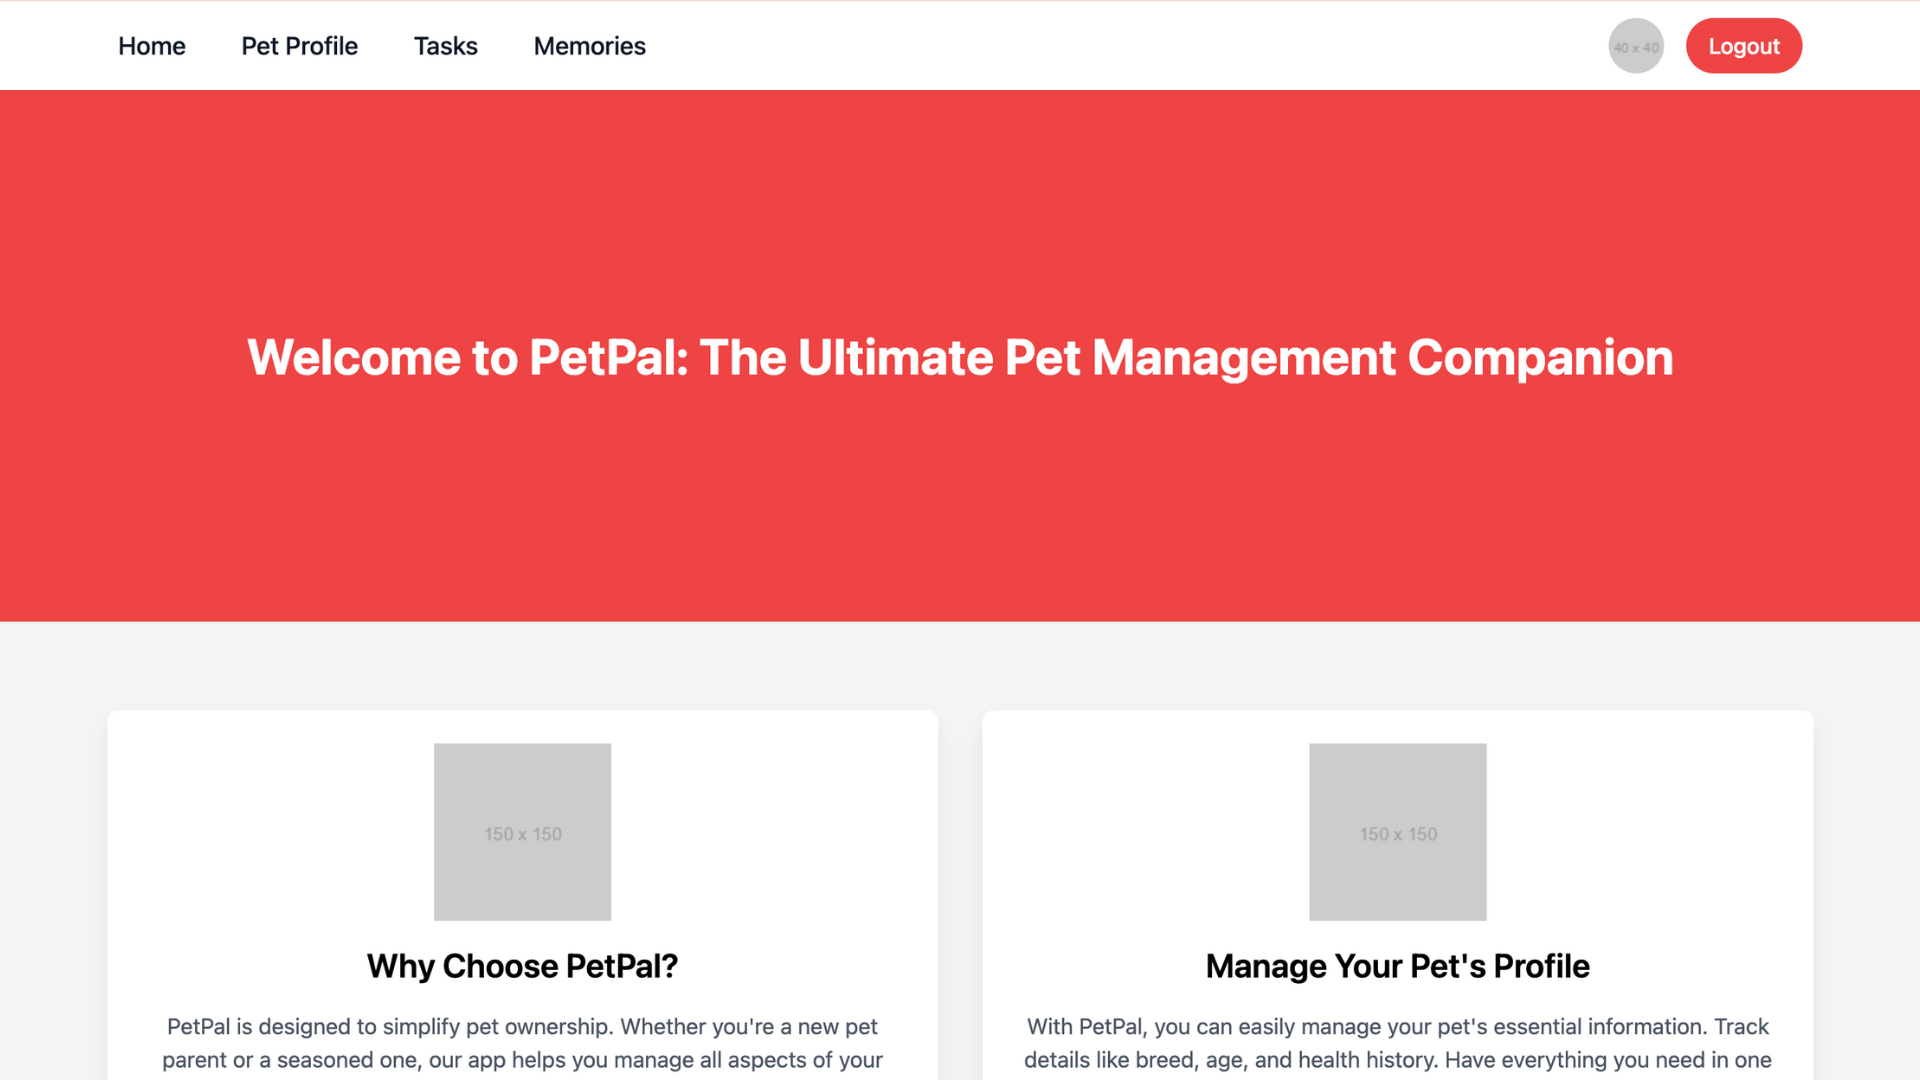 Home Pet Profile Tasks Memories 40 x 40 Logout
Welcome to PetPal: The Ultimate Pet Management Companion
150 x 150
Why Choose PetPal?
PetPal is designed to simplify pet ownership. Whether you're a new pet
parent or a seasoned one, our app helps you manage all aspects of your
150 x 150
Manage Your Pet's Profile
With PetPal, you can easily manage your pet's essential information. Track
details like breed, age, and health history. Have everything you need in one